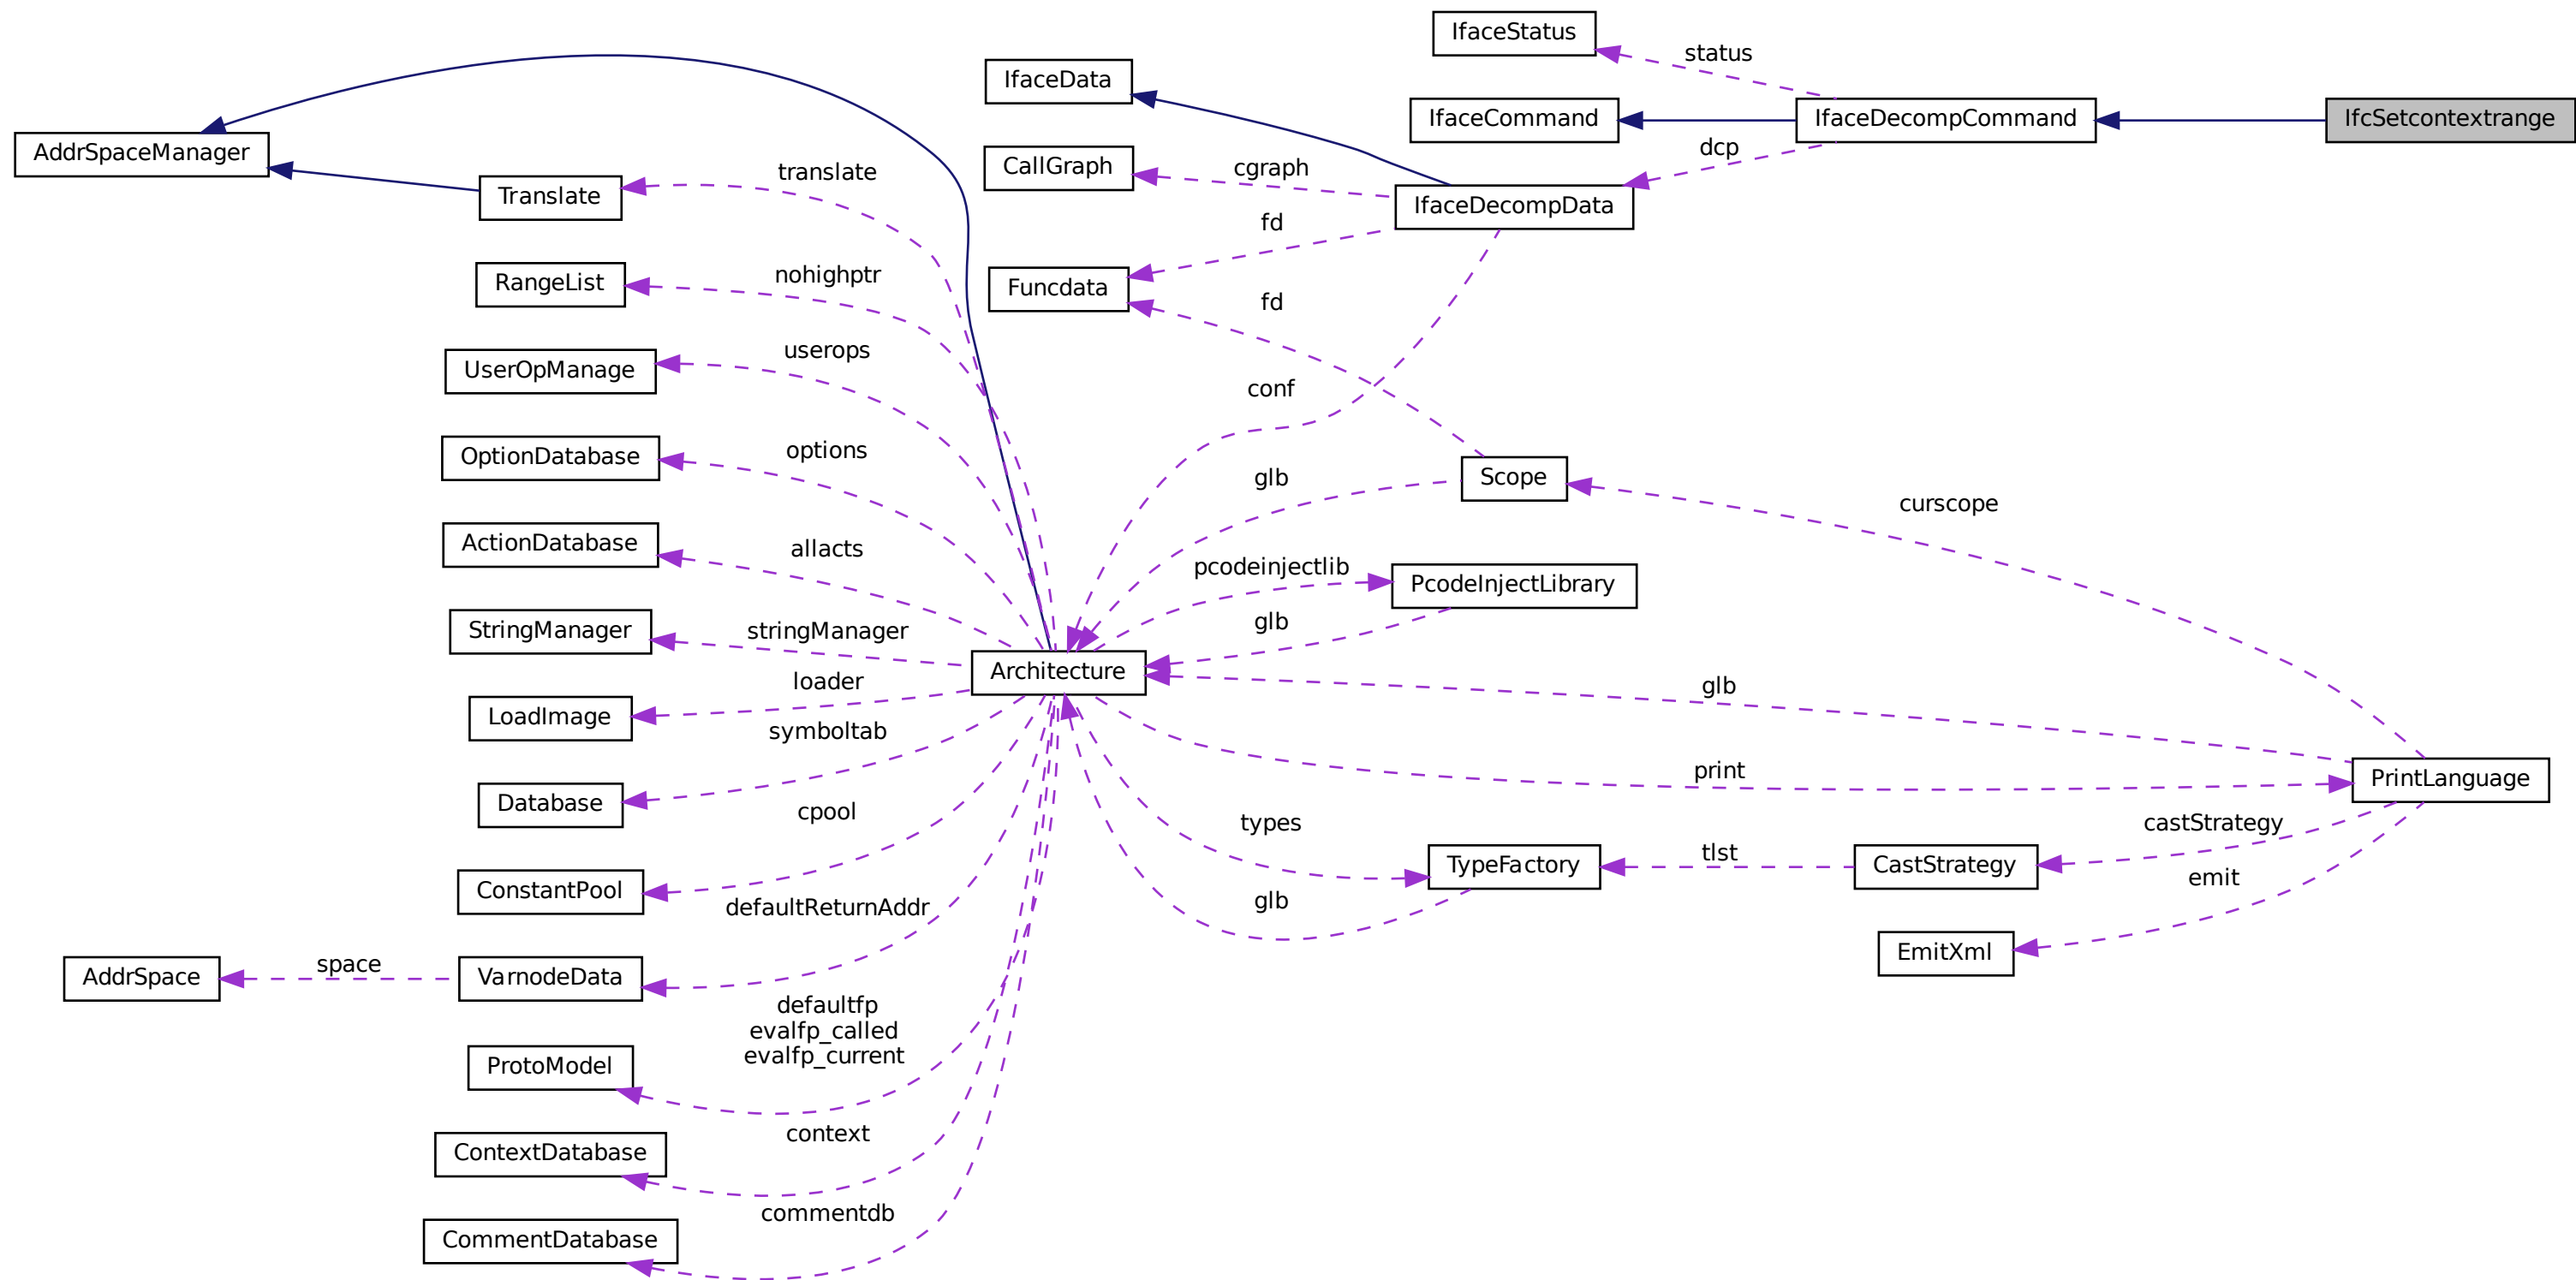 IfaceStatus
status
IfaceData
IfaceCommand
IfaceDecompCommand
IfcSetcontextrange
AddrSpaceManager
dcp
CallGraph
cgraph
translate
Translate
IfaceDecompData
fd
RangeList
nohighptr
Funcdata
fd
userops
UserOpManage
conf
options
OptionDatabase
glb
Scope
curscope
ActionDatabase
allacts
pcodeinjectlib
PcodeInjectLibrary
StringManager
stringManager
glb
Architecture
loader
glb
LoadImage
symboltab
print
PrintLanguage
Database
cpool
types
castStrategy
tlst
TypeFactory
CastStrategy
emit
ConstantPool
defaultReturnAddr
glb
EmitXml
AddrSpace
space
VarnodeData
defaultfp
evalfp_called
evalfp_current
ProtoModel
context
ContextDatabase
commentdb
CommentDatabase